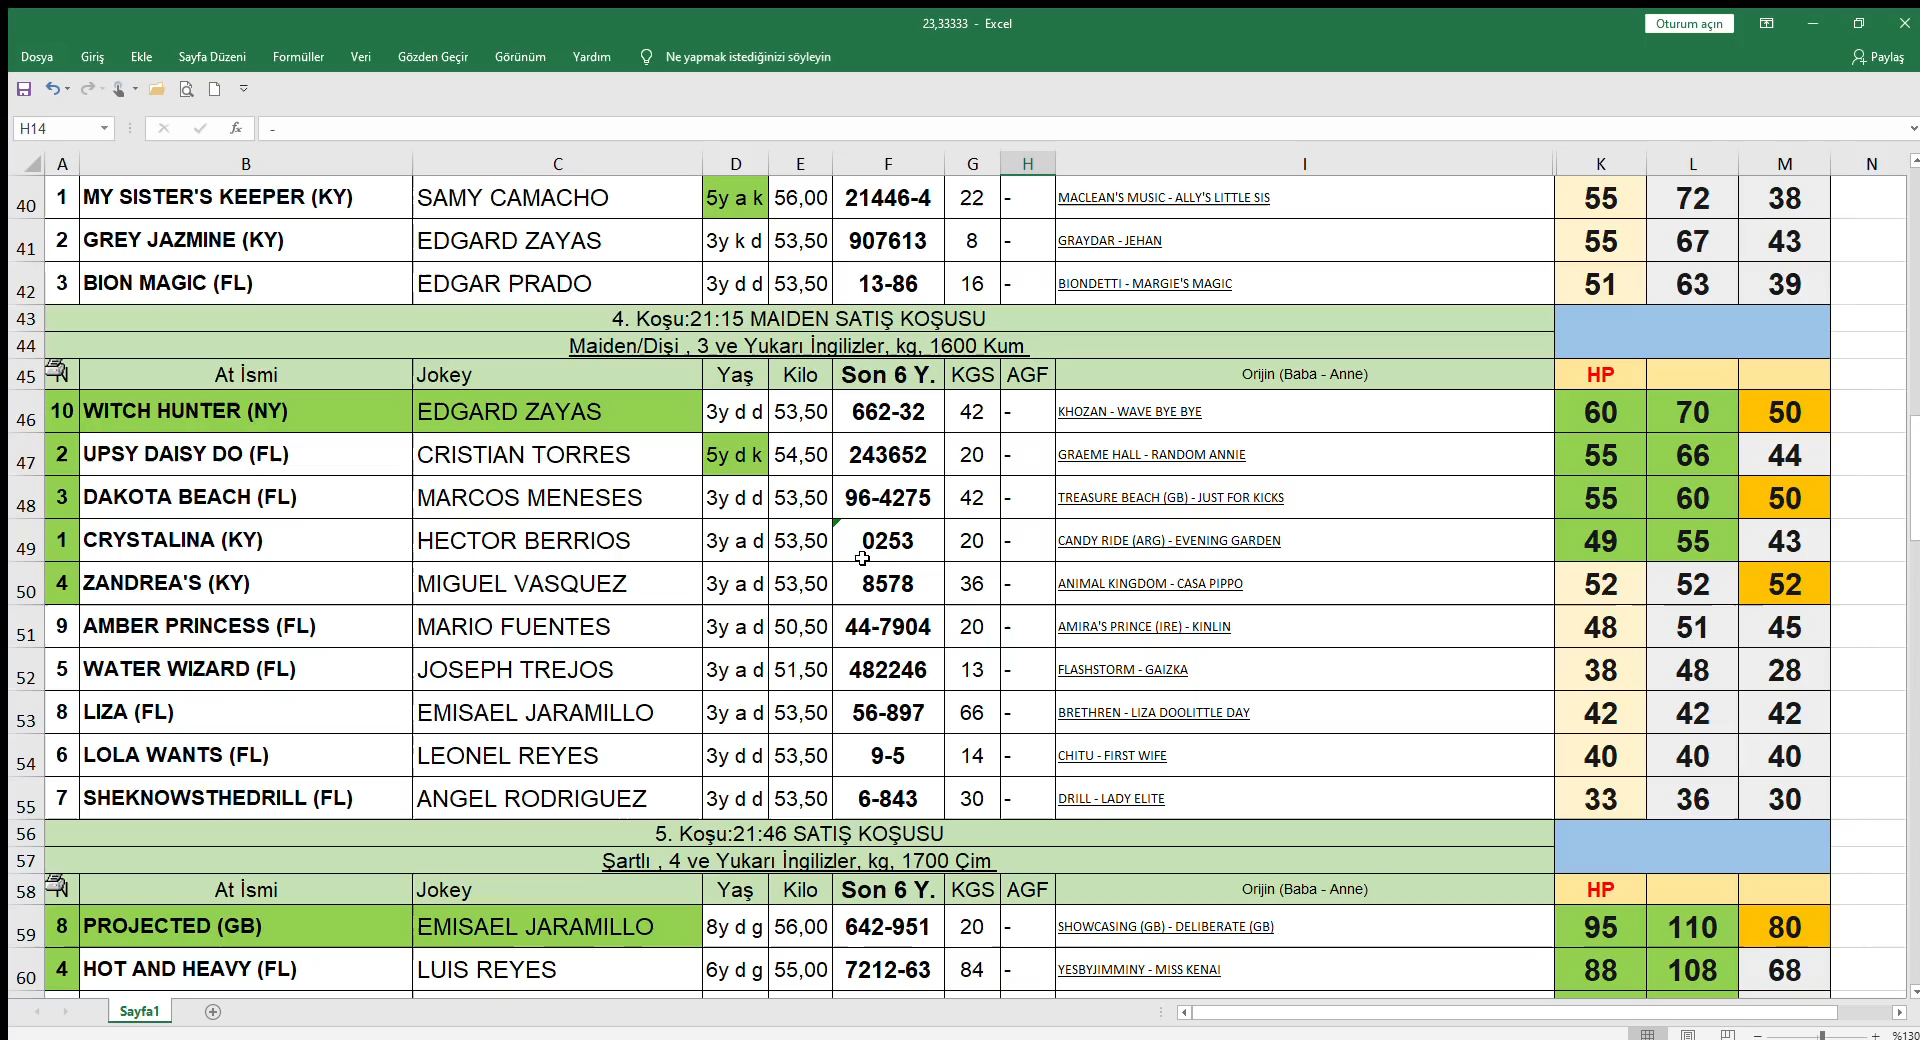 23,33333 - Excel
Oturum açın
Dosya Giriş Ekle Sayfa Düzeni Formüller Veri Gözden Geçir Görünüm Yardım Ne yapmak istediğinizi söyleyin Paylaş
H14 fx -
A B C D E F G H I K L M N
40 1 MY SISTER'S KEEPER (KY) SAMY CAMACHO 5y a k 56,00 21446-4 22 - MACLEAN'S MUSIC - ALLY'S LITTLE SIS 55 72 38
41 2 GREY JAZMINE (KY) EDGARD ZAYAS 3y k d 53,50 907613 8 - GRAYDAR - JEHAN 55 67 43
42 3 BION MAGIC (FL) EDGAR PRADO 3y d d 53,50 13-86 16 - BIONDETTI - MARGIE'S MAGIC 51 63 39
43 4. Koşu:21:15 MAIDEN SATIŞ KOŞUSU
44 Maiden/Dişi , 3 ve Yukarı İngilizler, kg, 1600 Kum
45 N At İsmi Jokey Yaş Kilo Son 6 Y. KGS AGF Orijin (Baba - Anne) HP
46 10 WITCH HUNTER (NY) EDGARD ZAYAS 3y d d 53,50 662-32 42 - KHOZAN - WAVE BYE BYE 60 70 50
47 2 UPSY DAISY DO (FL) CRISTIAN TORRES 5y d k 54,50 243652 20 - GRAEME HALL - RANDOM ANNIE 55 66 44
48 3 DAKOTA BEACH (FL) MARCOS MENESES 3y d d 53,50 96-4275 42 - TREASURE BEACH (GB) - JUST FOR KICKS 55 60 50
49 1 CRYSTALINA (KY) HECTOR BERRIOS 3y a d 53,50 0253 20 - CANDY RIDE (ARG) - EVENING GARDEN 49 55 43
50 4 ZANDREA'S (KY) MIGUEL VASQUEZ 3y a d 53,50 8578 36 - ANIMAL KINGDOM - CASA PIPPO 52 52 52
51 9 AMBER PRINCESS (FL) MARIO FUENTES 3y a d 50,50 44-7904 20 - AMIRA'S PRINCE (IRE) - KINLIN 48 51 45
52 5 WATER WIZARD (FL) JOSEPH TREJOS 3y a d 51,50 482246 13 - FLASHSTORM - GAIZKA 38 48 28
53 8 LIZA (FL) EMISAEL JARAMILLO 3y a d 53,50 56-897 66 - BRETHREN - LIZA DOOLITTLE DAY 42 42 42
54 6 LOLA WANTS (FL) LEONEL REYES 3y d d 53,50 9-5 14 - CHITU - FIRST WIFE 40 40 40
55 7 SHEKNOWSTHEDRILL (FL) ANGEL RODRIGUEZ 3y d d 53,50 6-843 30 - DRILL - LADY ELITE 33 36 30
56 5. Koşu:21:46 SATIŞ KOŞUSU
57 Şartlı , 4 ve Yukarı İngilizler, kg, 1700 Çim
58 N At İsmi Jokey Yaş Kilo Son 6 Y. KGS AGF Orijin (Baba - Anne) HP
59 8 PROJECTED (GB) EMISAEL JARAMILLO 8y d g 56,00 642-951 20 - SHOWCASING (GB) - DELIBERATE (GB) 95 110 80
60 4 HOT AND HEAVY (FL) LUIS REYES 6y d g 55,00 7212-63 84 - YESBYJIMMINY - MISS KENAI 88 108 68
Sayfa1
%130